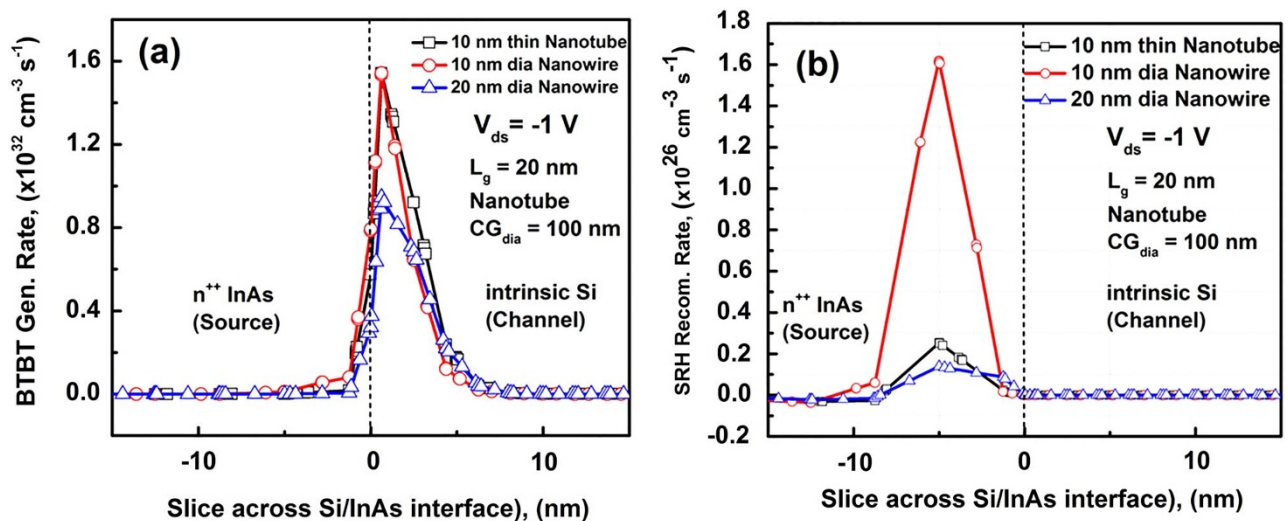 (a)
10 nm thin Nanotube
10 nm dia Nanowire
20 nm dia Nanowire
V_ds = -1 V
L_g = 20 nm
Nanotube
CG_dia = 100 nm
n⁺⁺ InAs
(Source)
intrinsic Si
(Channel)
BTBT Gen. Rate, (x10³² cm⁻³ s⁻¹)
1.6
1.2
0.8
0.4
0.0
-10
0
10
Slice across Si/InAs interface), (nm)
(b)
10 nm thin Nanotube
10 nm dia Nanowire
20 nm dia Nanowire
V_ds = -1 V
L_g = 20 nm
Nanotube
CG_dia = 100 nm
n⁺⁺ InAs
(Source)
intrinsic Si
(Channel)
SRH Recom. Rate, (x10²⁶ cm⁻³ s⁻¹)
1.8
1.6
1.4
1.2
1.0
0.8
0.6
0.4
0.2
0.0
-0.2
-10
0
10
Slice across Si/InAs interface), (nm)